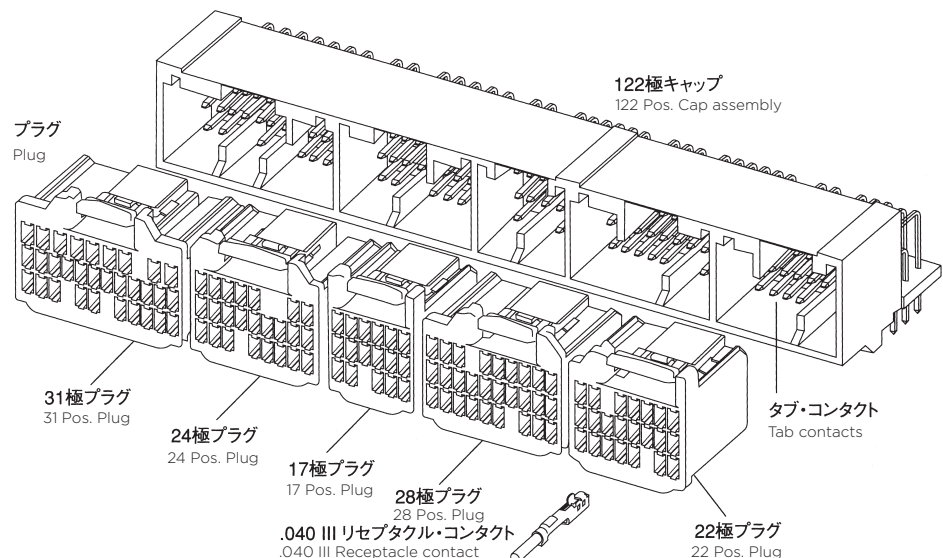 122極キャップ
122 Pos. Cap assembly
プラグ
Plug
31極プラグ
31 Pos. Plug
24極プラグ
24 Pos. Plug
17極プラグ
17 Pos. Plug
28極プラグ
28 Pos. Plug
タブ・コンタクト
Tab contacts
.040 III リセプタクル・コンタクト
.040 III Receptacle contact
22極プラグ
22 Pos. Plug